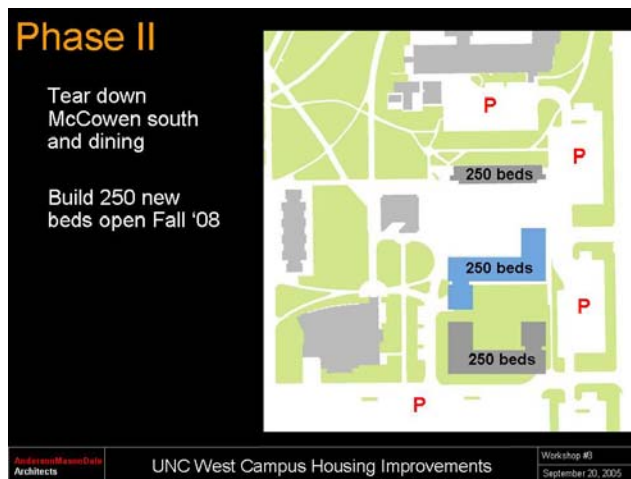 Phase II
Tear down
McCowen south
and dining
Build 250 new
beds open Fall '08
P
P
250 beds
250 beds
P
250 beds
P
AndersonMasonDale
Architects
UNC West Campus Housing Improvements
Workshop #3
September 20, 2005